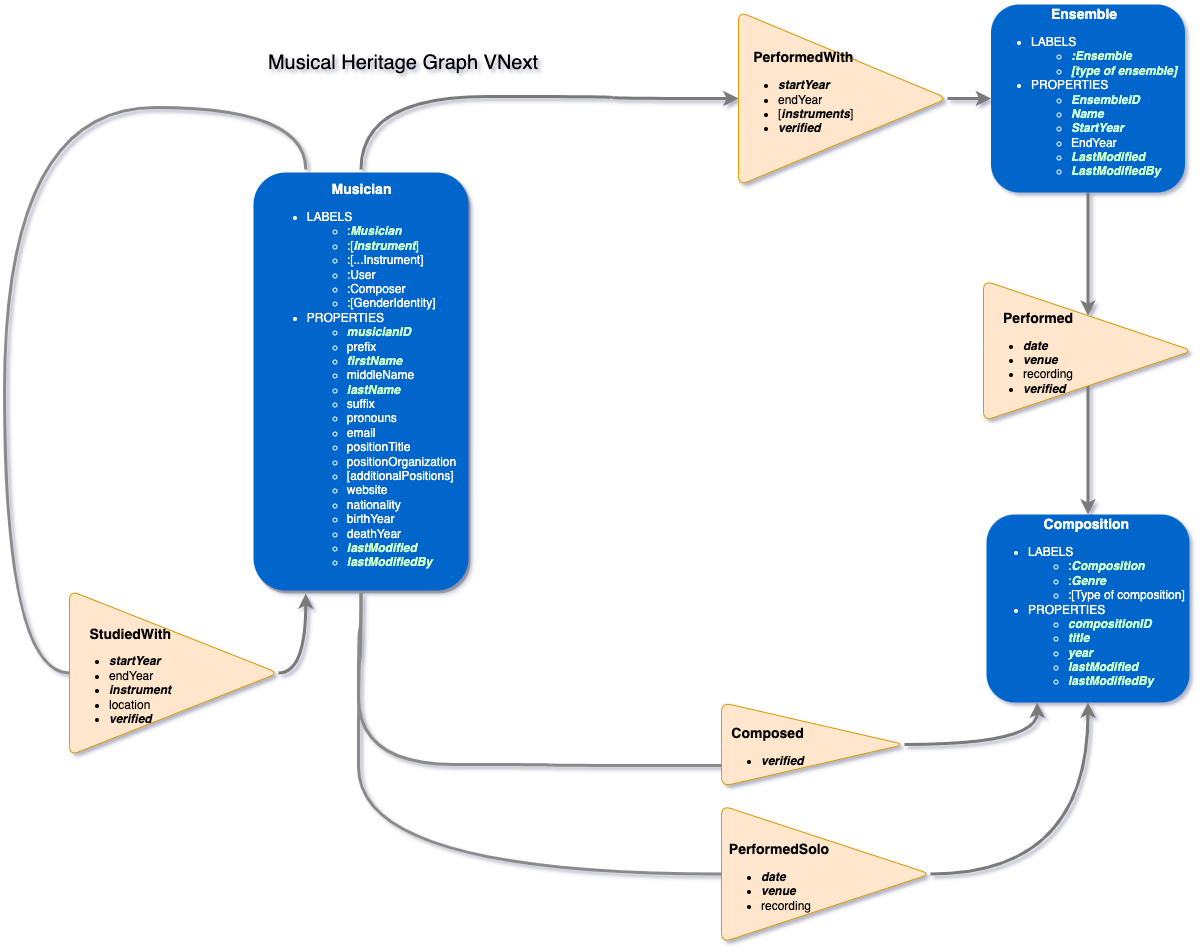 Musical Heritage Graph VNext
PerformedWith
startYear
endYear
[instruments]
verified
Ensemble
LABELS
:Ensemble
[type of ensemble]
PROPERTIES
EnsembleID
Name
StartYear
EndYear
LastModified
LastModifiedBy
Musician
LABELS
:Musician
:[Instrument]
:[...Instrument]
:User
:Composer
:[GenderIdentity]
PROPERTIES
musicianID
prefix
firstName
middleName
lastName
suffix
pronouns
email
positionTitle
positionOrganization
[additionalPositions]
website
nationality
birthYear
deathYear
lastModified
lastModifiedBy
Performed
date
venue
recording
verified
Composition
LABELS
:Composition
:Genre
:[Type of composition]
PROPERTIES
compositionID
title
year
lastModified
lastModifiedBy
StudiedWith
startYear
endYear
instrument
location
verified
Composed
verified
PerformedSolo
date
venue
recording